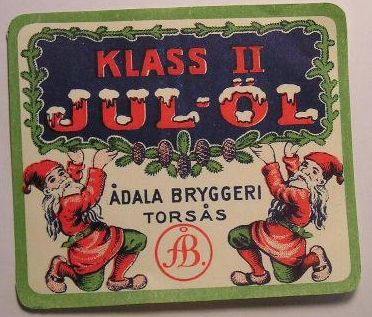 KLASS II
JUL-ÖL
ÅDALA BRYGGERI
TORSÅS
ÅB.